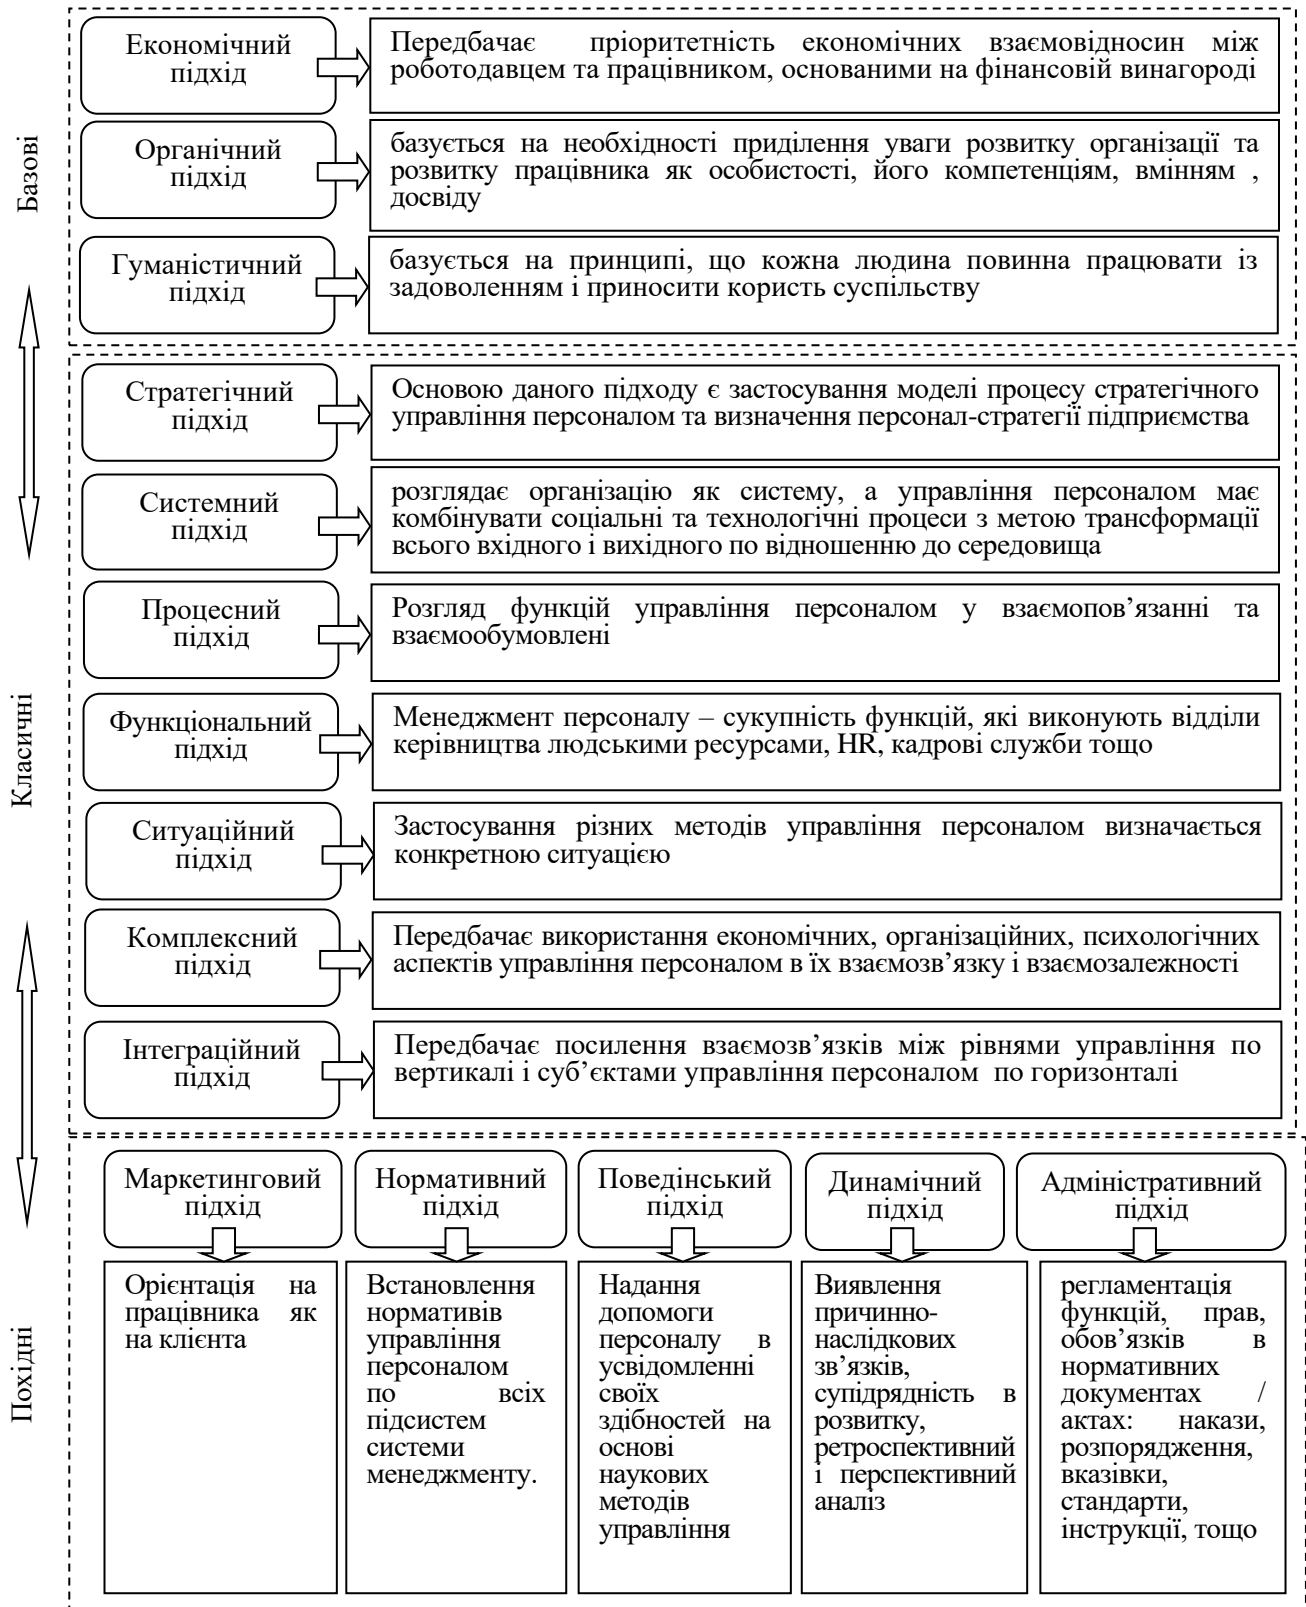 Базові
Економічний
підхід
Передбачає пріоритетність економічних взаємовідносин між
роботодавцем та працівником, основаними на фінансовій винагороді
Органічний
підхід
базується на необхідності приділення уваги розвитку організації та
розвитку працівника як особистості, його компетенціям, вмінням ,
досвіду
Гуманістичний
підхід
базується на принципі, що кожна людина повинна працювати із
задоволенням і приносити користь суспільству
Класичні
Стратегічний
підхід
Основою даного підходу є застосування моделі процесу стратегічного
управління персоналом та визначення персонал-стратегії підприємства
Системний
підхід
розглядає організацію як систему, а управління персоналом має
комбінувати соціальні та технологічні процеси з метою трансформації
всього вхідного і вихідного по відношенню до середовища
Процесний
підхід
Розгляд функцій управління персоналом у взаємопов’язанні та
взаємообумовлені
Функціональний
підхід
Менеджмент персоналу – сукупність функцій, які виконують відділи
керівництва людськими ресурсами, HR, кадрові служби тощо
Ситуаційний
підхід
Застосування різних методів управління персоналом визначається
конкретною ситуацією
Комплексний
підхід
Передбачає використання економічних, організаційних, психологічних
аспектів управління персоналом в їх взаємозв’язку і взаємозалежності
Інтеграційний
підхід
Передбачає посилення взаємозв’язків між рівнями управління по
вертикалі і суб’єктами управління персоналом по горизонталі
Похідні
Маркетинговий
підхід
Орієнтація на
працівника як
на клієнта
Нормативний
підхід
Встановлення
нормативів
управління
персоналом
по всіх
підсистем
системи
менеджменту.
Поведінський
підхід
Надання
допомоги
персоналу в
усвідомленні
своїх
здібностей на
основі
наукових
методів
управління
Динамічний
підхід
Виявлення
причинно-
наслідкових
зв’язків,
супідрядність в
розвитку,
ретроспективний
і перспективний
аналіз
Адміністративний
підхід
регламентація
функцій, прав,
обов’язків в
нормативних
документах /
актах: накази,
розпорядження,
вказівки,
стандарти,
інструкції, тощо